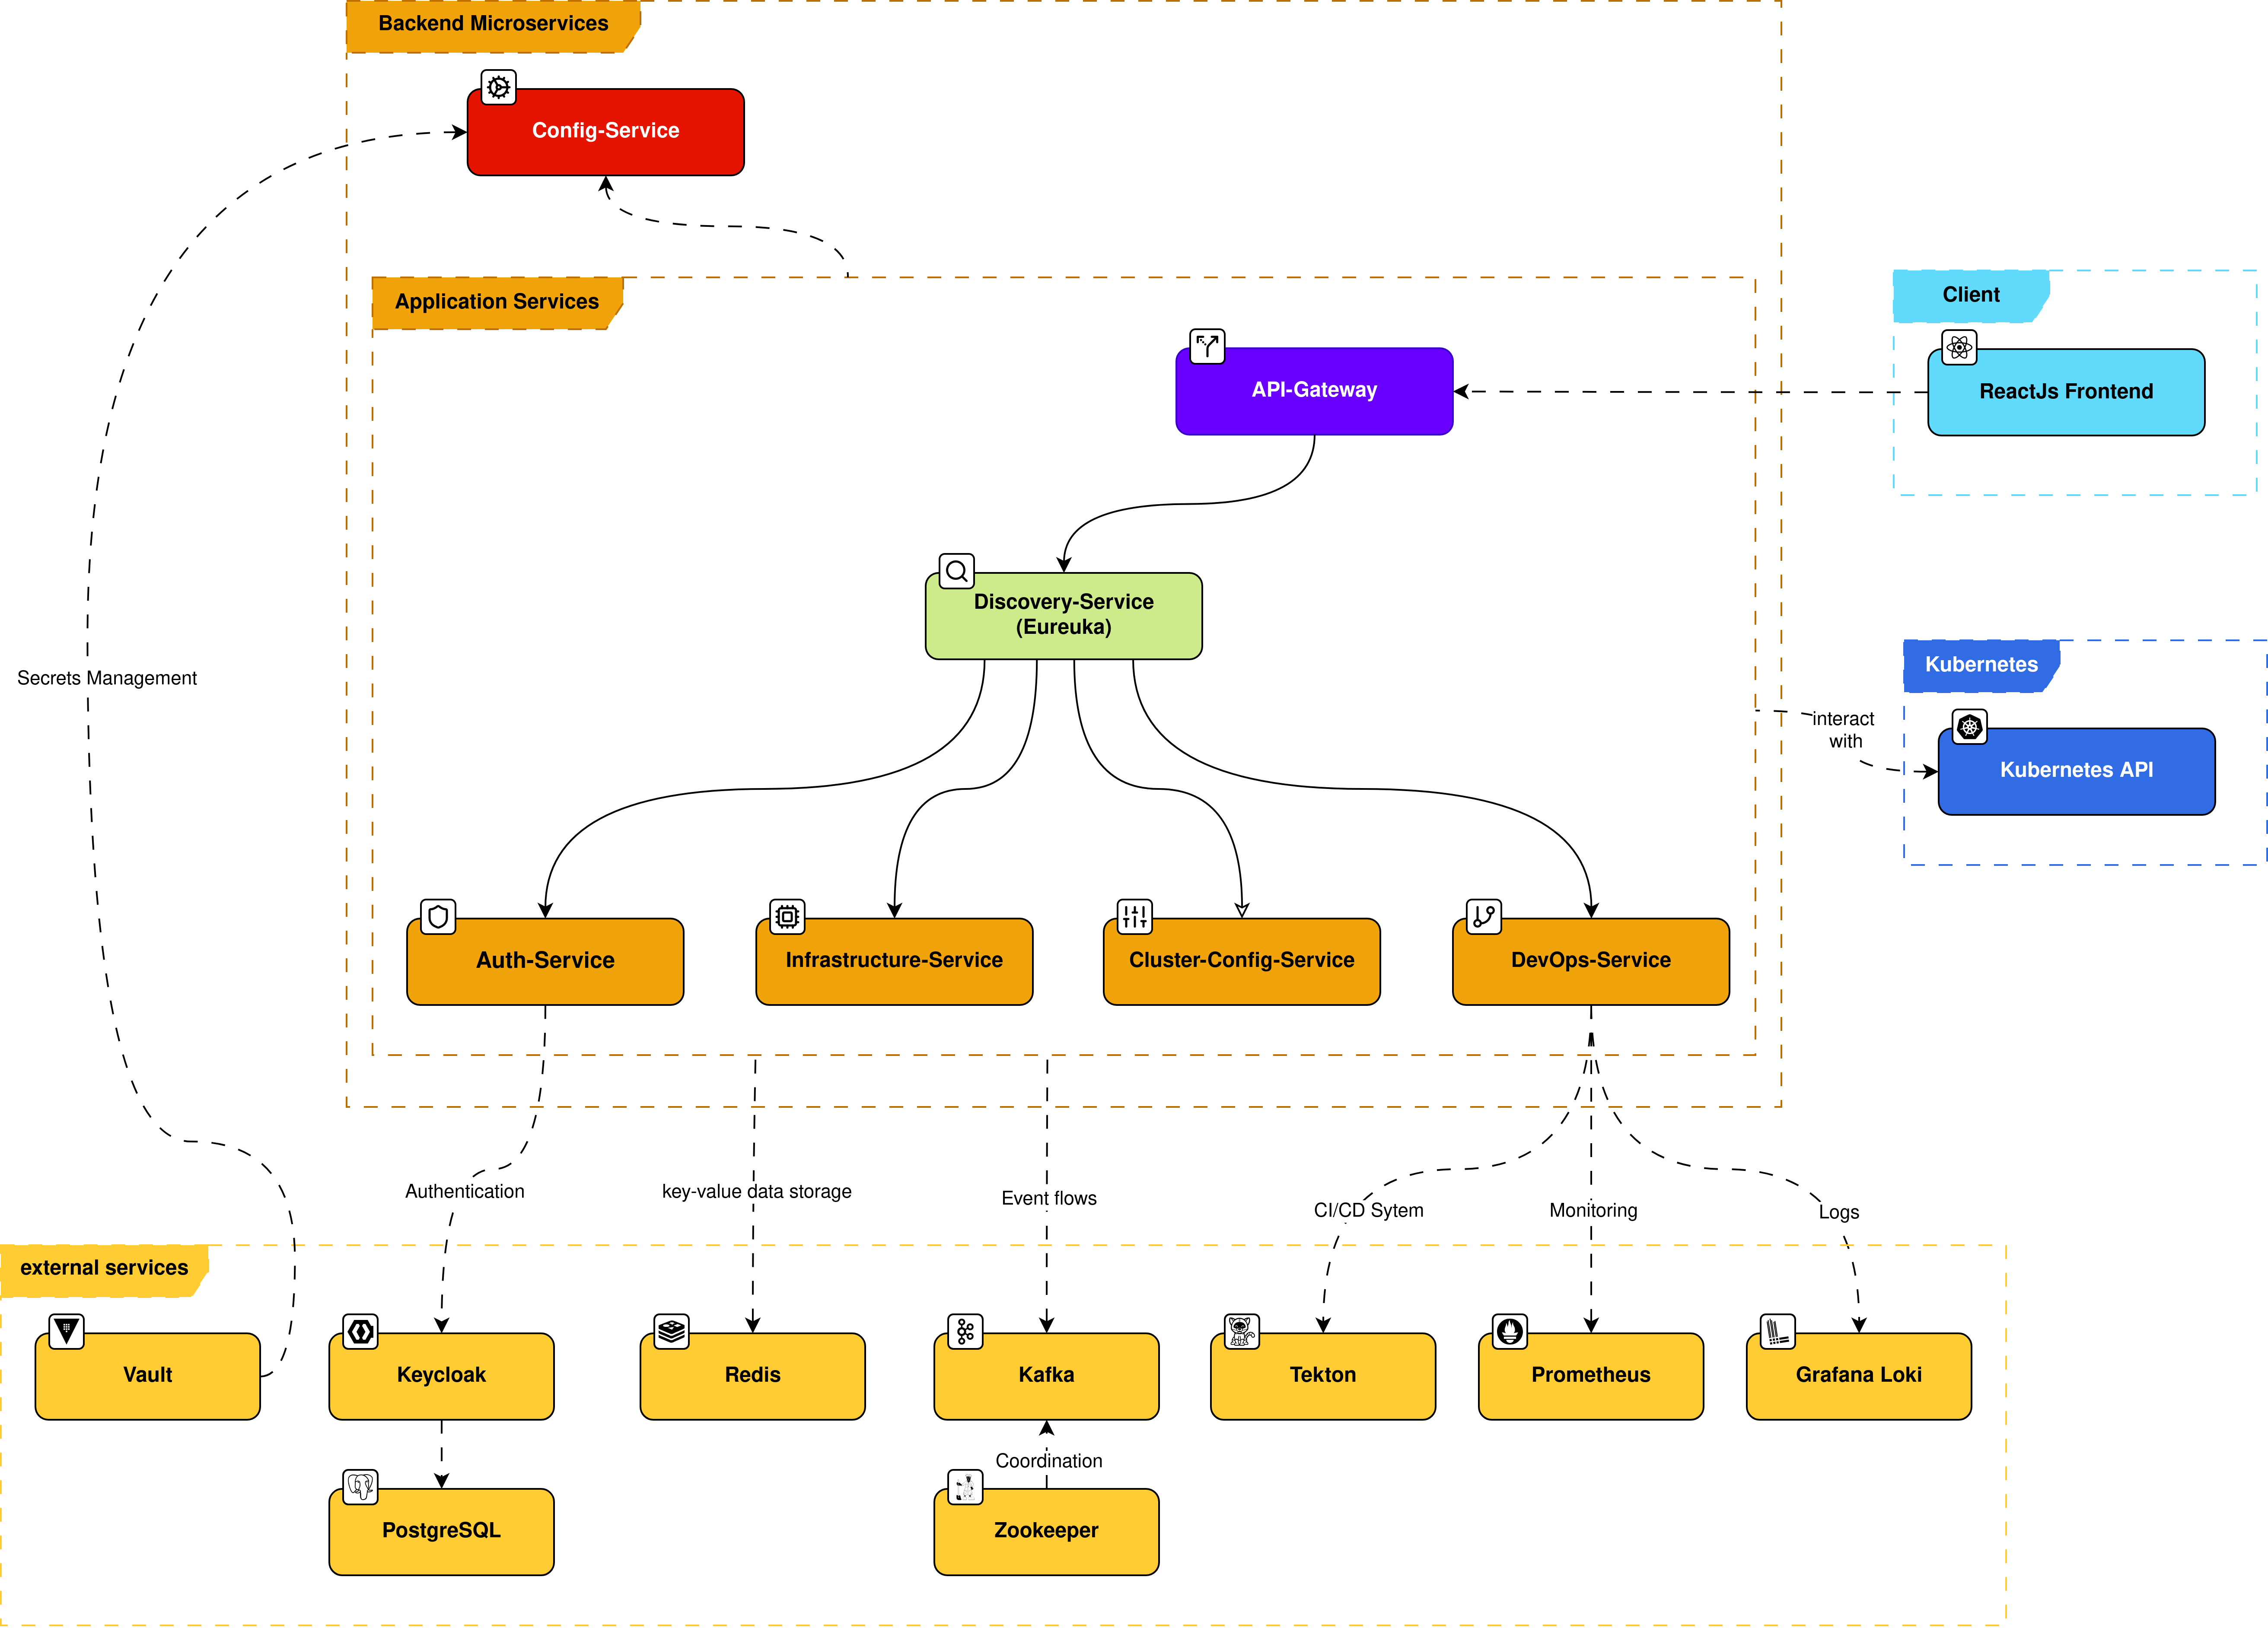 Backend Microservices
Config-Service
Application Services
Client
API-Gateway
ReactJs Frontend
Discovery-Service
(Eureuka)
Secrets Management
Kubernetes
interact
with
Kubernetes API
Auth-Service
Infrastructure-Service
Cluster-Config-Service
DevOps-Service
Authentication
key-value data storage
Event flows
CI/CD Sytem
Monitoring
Logs
external services
Vault
Keycloak
Redis
Kafka
Tekton
Prometheus
Grafana Loki
Coordination
PostgreSQL
Zookeeper